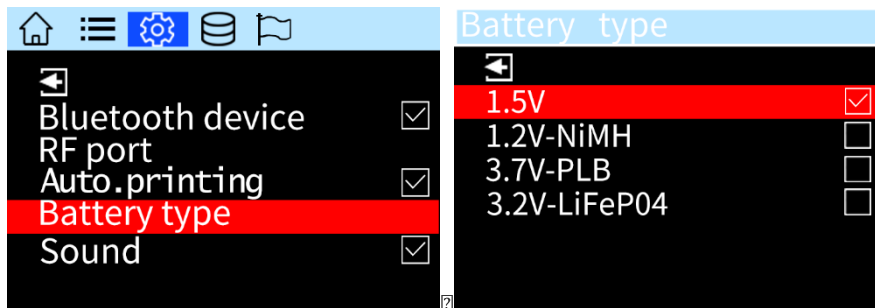 Bluetooth device
RF port
Auto.printing
Battery type
Sound
Battery type
1.5V
1.2V-NiMH
3.7V-PLB
3.2V-LiFeP04
?